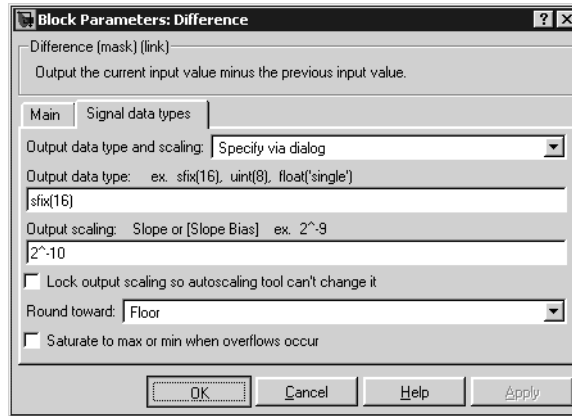 Block Parameters: Difference
Difference (mask) (link)
Output the current input value minus the previous input value.
Main Signal data types
Output data type and scaling: Specify via dialog
Output data type: ex. sfix(16), uint(8), float('single')
sfix(16)
Output scaling: Slope or [Slope Bias] ex. 2^-9
2^-10
Lock output scaling so autoscaling tool can't change it
Round toward: Floor
Saturate to max or min when overflows occur
OK Cancel Help Apply